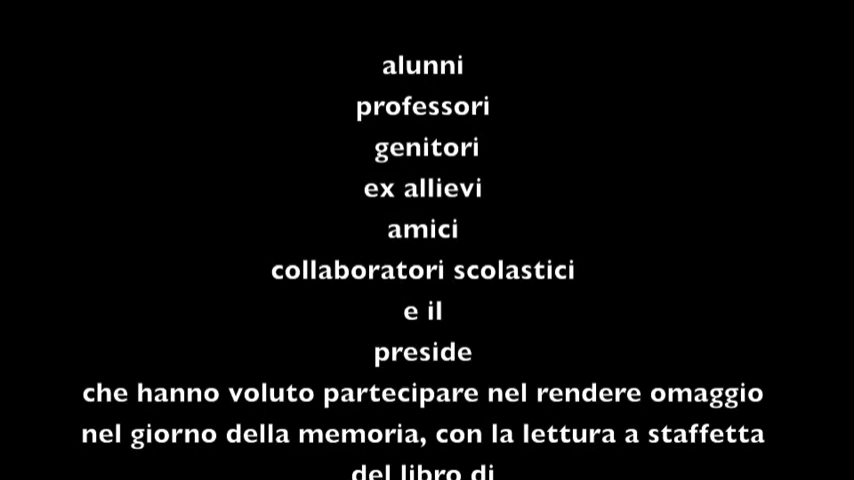 alunni
professori
genitori
ex allievi
amici
collaboratori scolastici
e il
preside
che hanno voluto partecipare nel rendere omaggio
nel giorno della memoria, con la lettura a staffetta
del libro di